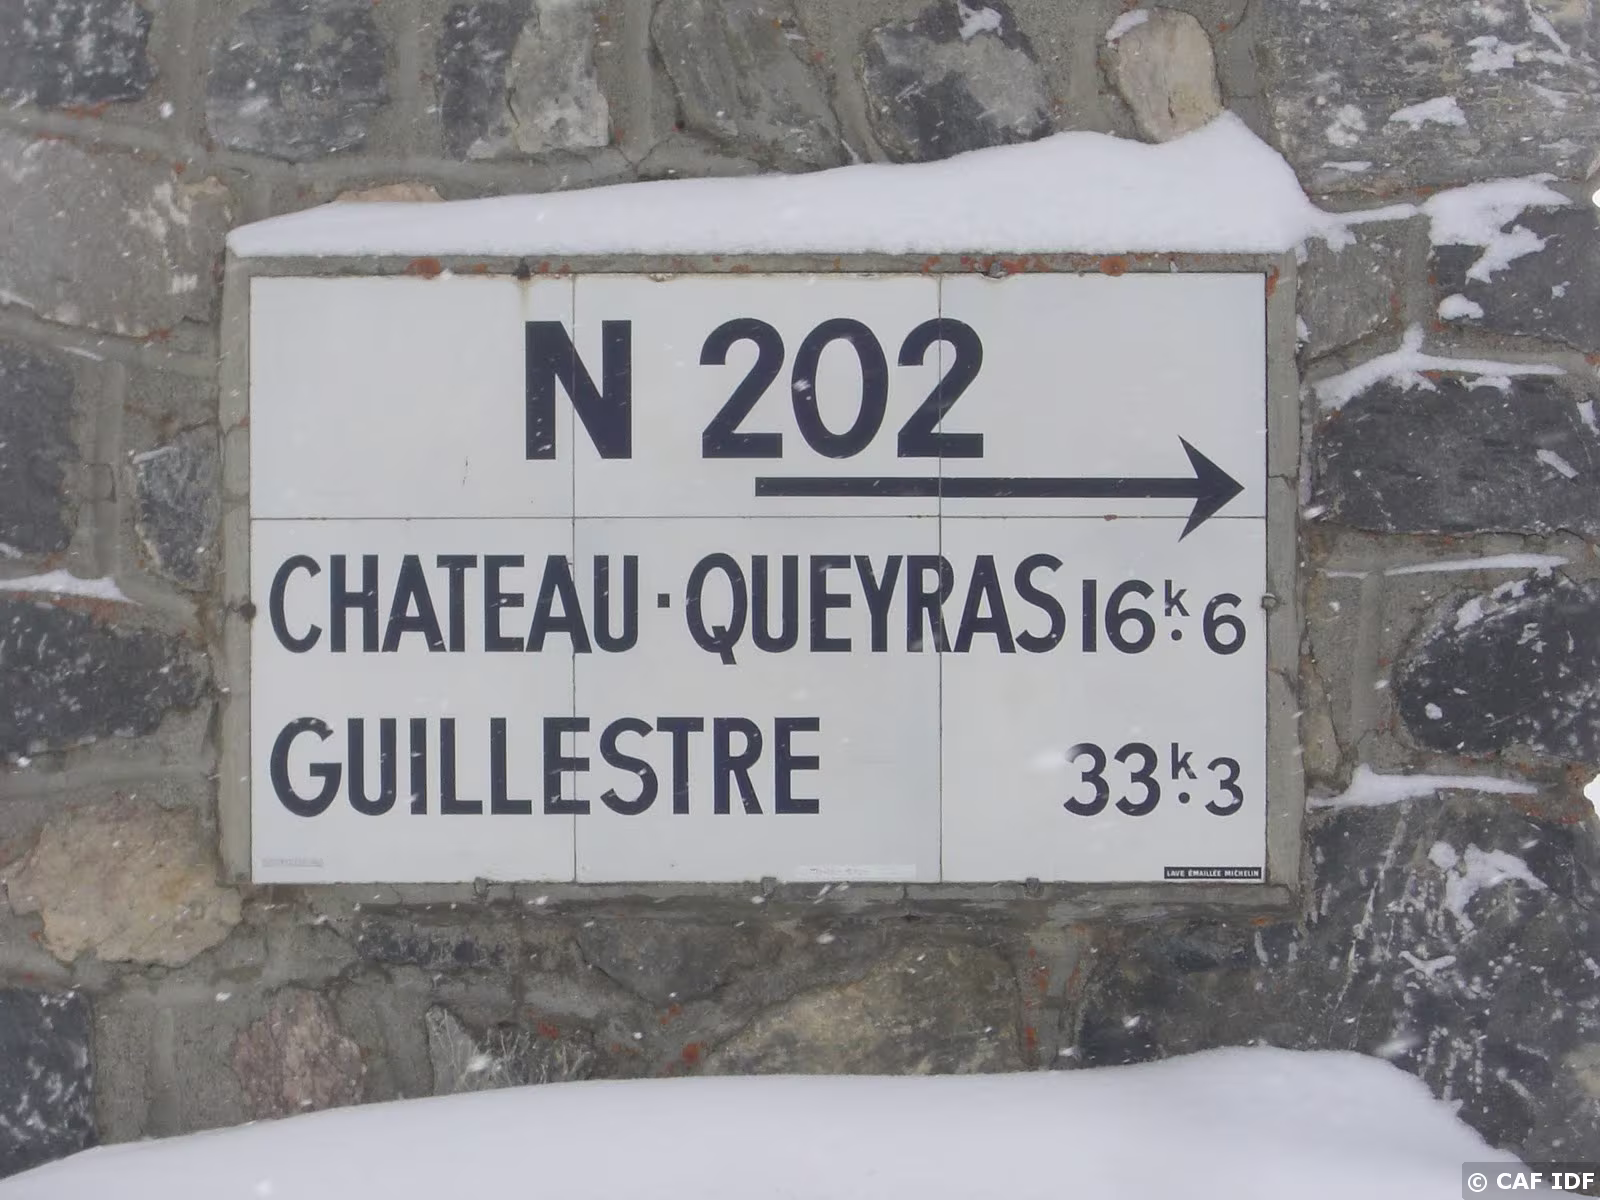 N 202
CHATEAU·QUEYRAS 16k.6
GUILLESTRE 33k.3
LAVE ÉMAILLÉE MICHELIN
© CAF IDF